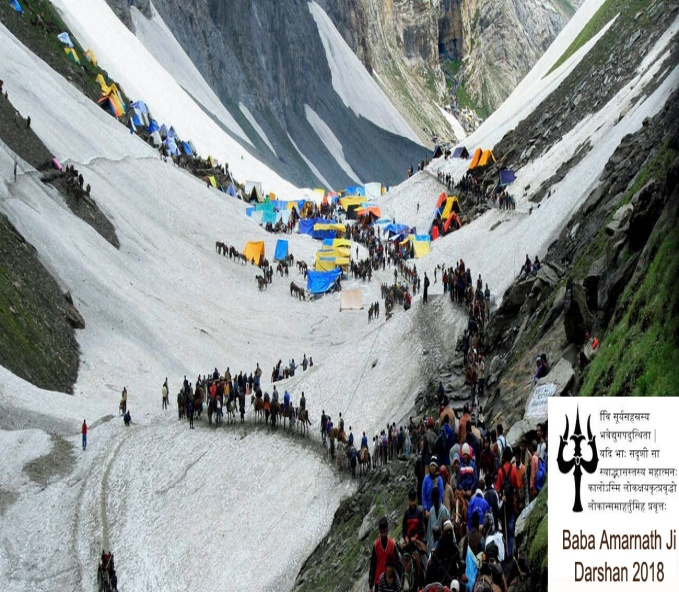 सूर्यसहस्रस्य
भवेद्युगपदुत्थिता |
यदि भाः सदृशी सा
स्याद्भासस्तस्य महात्मनः
कालोऽस्मि लोकक्षयकृत्प्रवृद्धो
लोकान्समाहर्तुमिह प्रवृत्तः
Baba Amarnath Ji
Darshan 2018